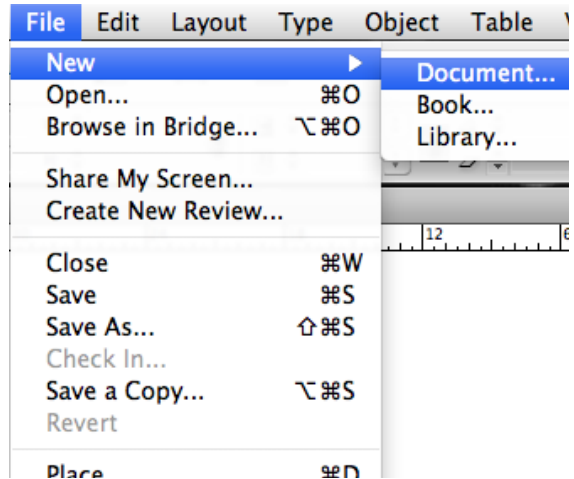 File Edit Layout Type Object Table
New ▶
Document...
Open... ⌘O
Book...
Browse in Bridge... ⌥⌘O
Library...
Share My Screen...
Create New Review...
12
Close ⌘W
Save ⌘S
Save As... ⇧⌘S
Check In...
Save a Copy... ⌥⌘S
Revert
Place ⌘D